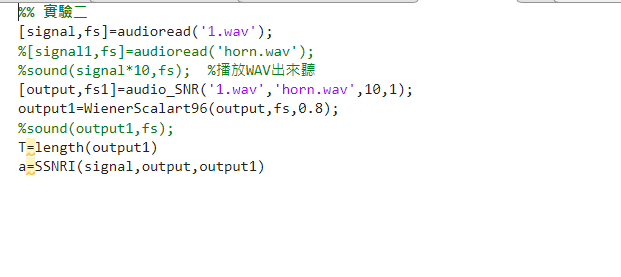 %% 實驗二
[signal,fs]=audioread('1.wav');
%[signal1,fs]=audioread('horn.wav');
%sound(signal*10,fs);  %播放WAV出來聽
[output,fs1]=audio_SNR('1.wav','horn.wav',10,1);
output1=WienerScalart96(output,fs,0.8);
%sound(output1,fs);
T=length(output1)
a=SSNRI(signal,output,output1)